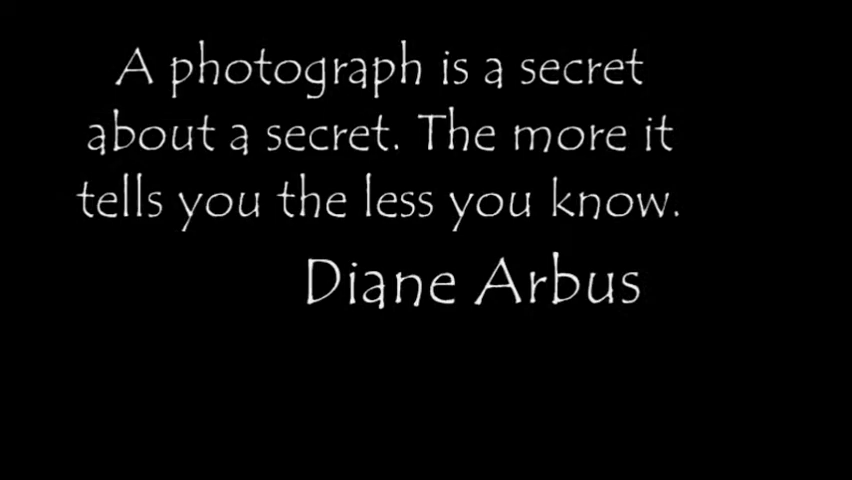 A photograph is a secret
about a secret. The more it
tells you the less you know.
Diane Arbus